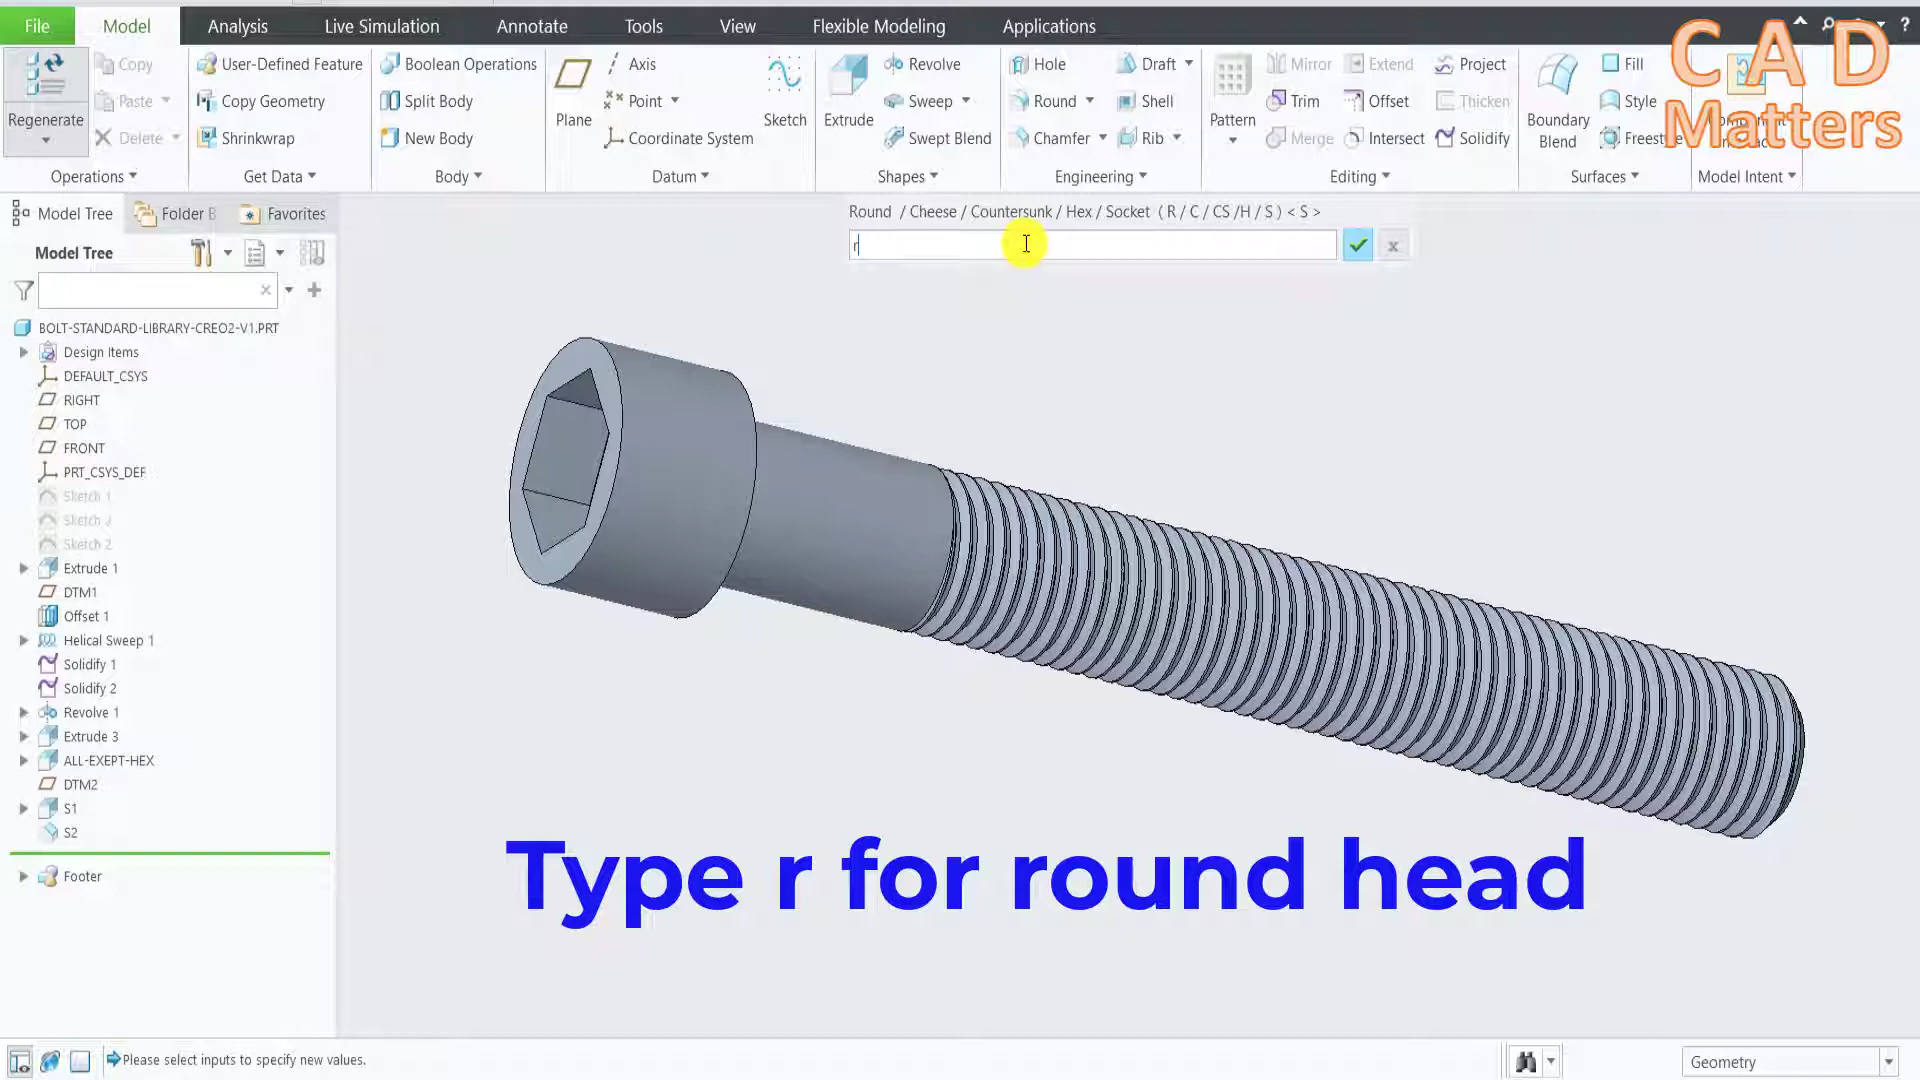 File Model Analysis Live Simulation Annotate Tools View Flexible Modeling Applications ?
Regenerate
Copy
Paste
Delete
Operations
User-Defined Feature
Copy Geometry
Shrinkwrap
Get Data
Boolean Operations
Split Body
New Body
Body
Plane
Axis
Point
Coordinate System
Sketch
Datum
Extrude
Revolve
Sweep
Swept Blend
Shapes
Hole
Round
Chamfer
Draft
Shell
Rib
Engineering
Pattern
Mirror
Trim
Merge
Extend
Offset
Intersect
Project
Thicken
Solidify
Editing
Boundary
Blend
Fill
Style
Surfaces
Model Intent
CAD
Matters
Model Tree Folder B Favorites
Model Tree
BOLT-STANDARD-LIBRARY-CREO2-V1.PRT
Design Items
DEFAULT_CSYS
RIGHT
TOP
FRONT
PRT_CSYS_DEF
Sketch 1
Sketch 2
Extrude 1
DTM1
Offset 1
Helical Sweep 1
Solidify 1
Solidify 2
Revolve 1
Extrude 3
ALL-EXEPT-HEX
DTM2
S1
S2
Footer
Round / Cheese / Countersunk / Hex / Socket ( R / C / CS /H / S ) < S >
r
x
Type r for round head
Please select inputs to specify new values.
Geometry